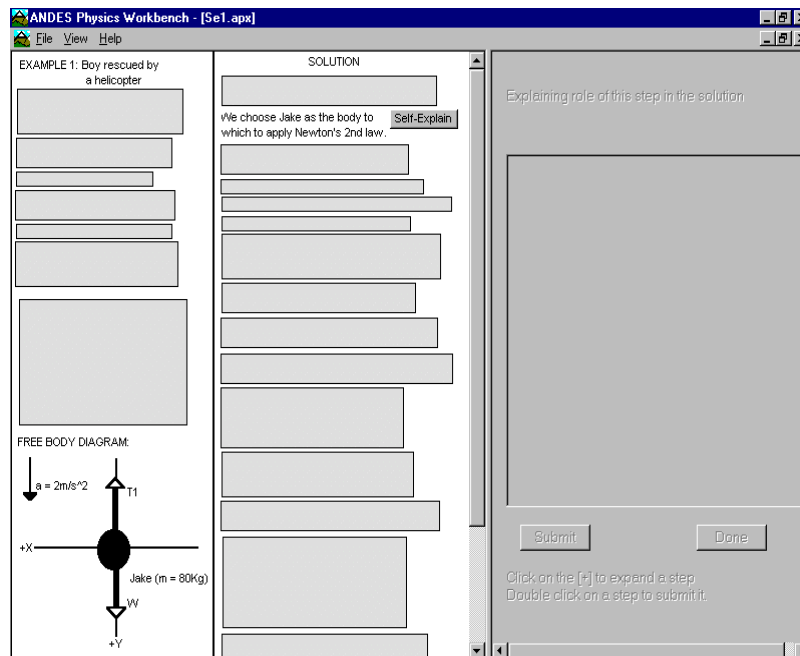 ANDES Physics Workbench - [Se1.apx]
File View Help
EXAMPLE 1: Boy rescued by
a helicopter
FREE BODY DIAGRAM:
a = 2m/s^2
T1
+X
Jake (m = 80Kg)
W
+Y
SOLUTION
We choose Jake as the body to
which to apply Newton's 2nd law.
Self-Explain
Explaining role of this step in the solution
Submit
Done
Click on the [+] to expand a step
Double click on a step to submit it